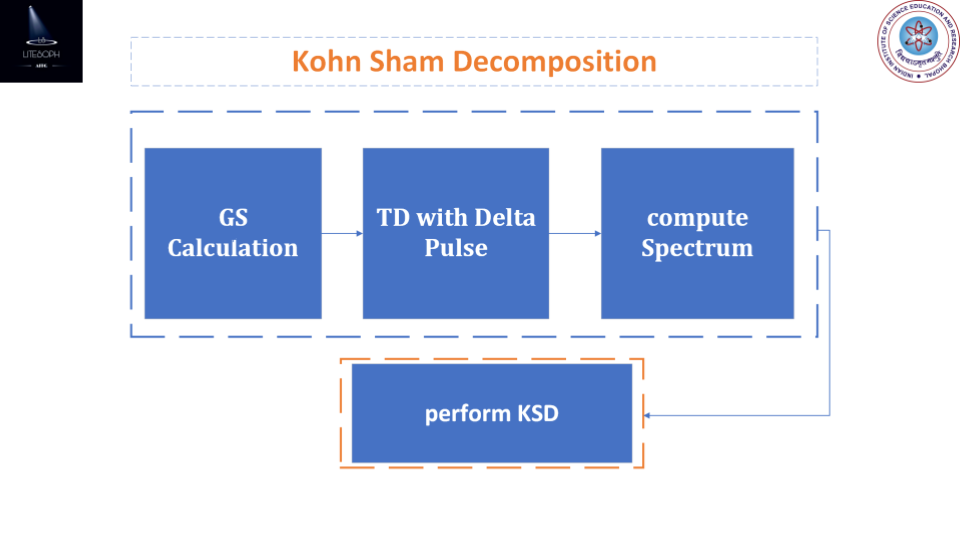 LITESOPH
Kohn Sham Decomposition
INDIAN INSTITUTE OF SCIENCE EDUCATION AND RESEARCH BHOPAL
GS
Calculation
TD with Delta
Pulse
compute
Spectrum
perform KSD